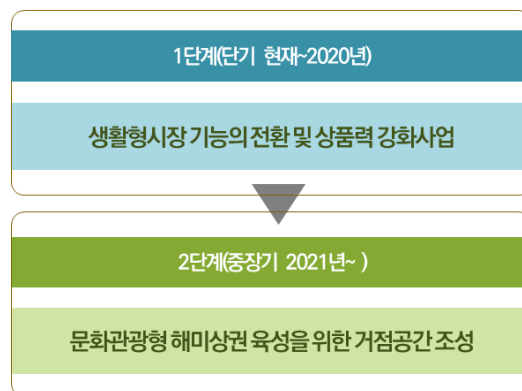 1단계(단기 현재~2020년)
생활형시장 기능의 전환 및 상품력 강화사업
2단계(중장기 2021년~ )
문화관광형 해미상권 육성을 위한 거점공간 조성